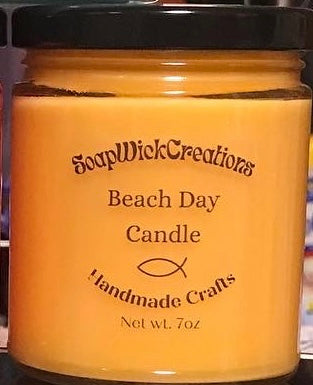 SoapWickCreations
Beach Day
Candle
Handmade Crafts
Net wt. 7oz